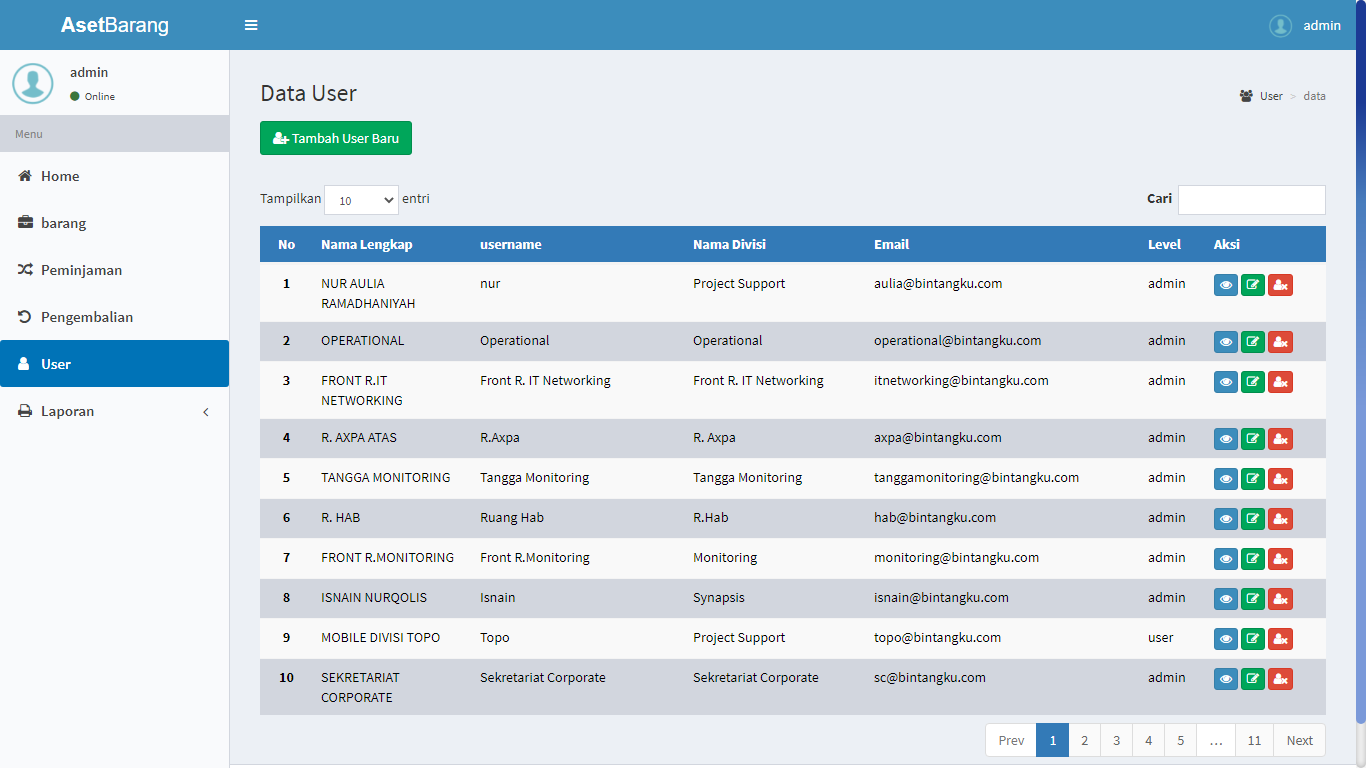 AsetBarang
admin
admin
Online
Menu
Home
barang
Peminjaman
Pengembalian
User
Laporan
Data User
User > data
Tambah User Baru
Tampilkan 10 entri
Cari
No Nama Lengkap username Nama Divisi Email Level Aksi
1 NUR AULIA RAMADHANIYAH nur Project Support aulia@bintangku.com admin
2 OPERATIONAL Operational Operational operational@bintangku.com admin
3 FRONT R.IT NETWORKING Front R. IT Networking Front R. IT Networking itnetworking@bintangku.com admin
4 R. AXPA ATAS R.Axpa R. Axpa axpa@bintangku.com admin
5 TANGGA MONITORING Tangga Monitoring Tangga Monitoring tanggamonitoring@bintangku.com admin
6 R. HAB Ruang Hab R.Hab hab@bintangku.com admin
7 FRONT R.MONITORING Front R.Monitoring Monitoring monitoring@bintangku.com admin
8 ISNAIN NURQOLIS Isnain Synapsis isnain@bintangku.com admin
9 MOBILE DIVISI TOPO Topo Project Support topo@bintangku.com user
10 SEKRETARIAT CORPORATE Sekretariat Corporate Sekretariat Corporate sc@bintangku.com admin
Prev 1 2 3 4 5 … 11 Next